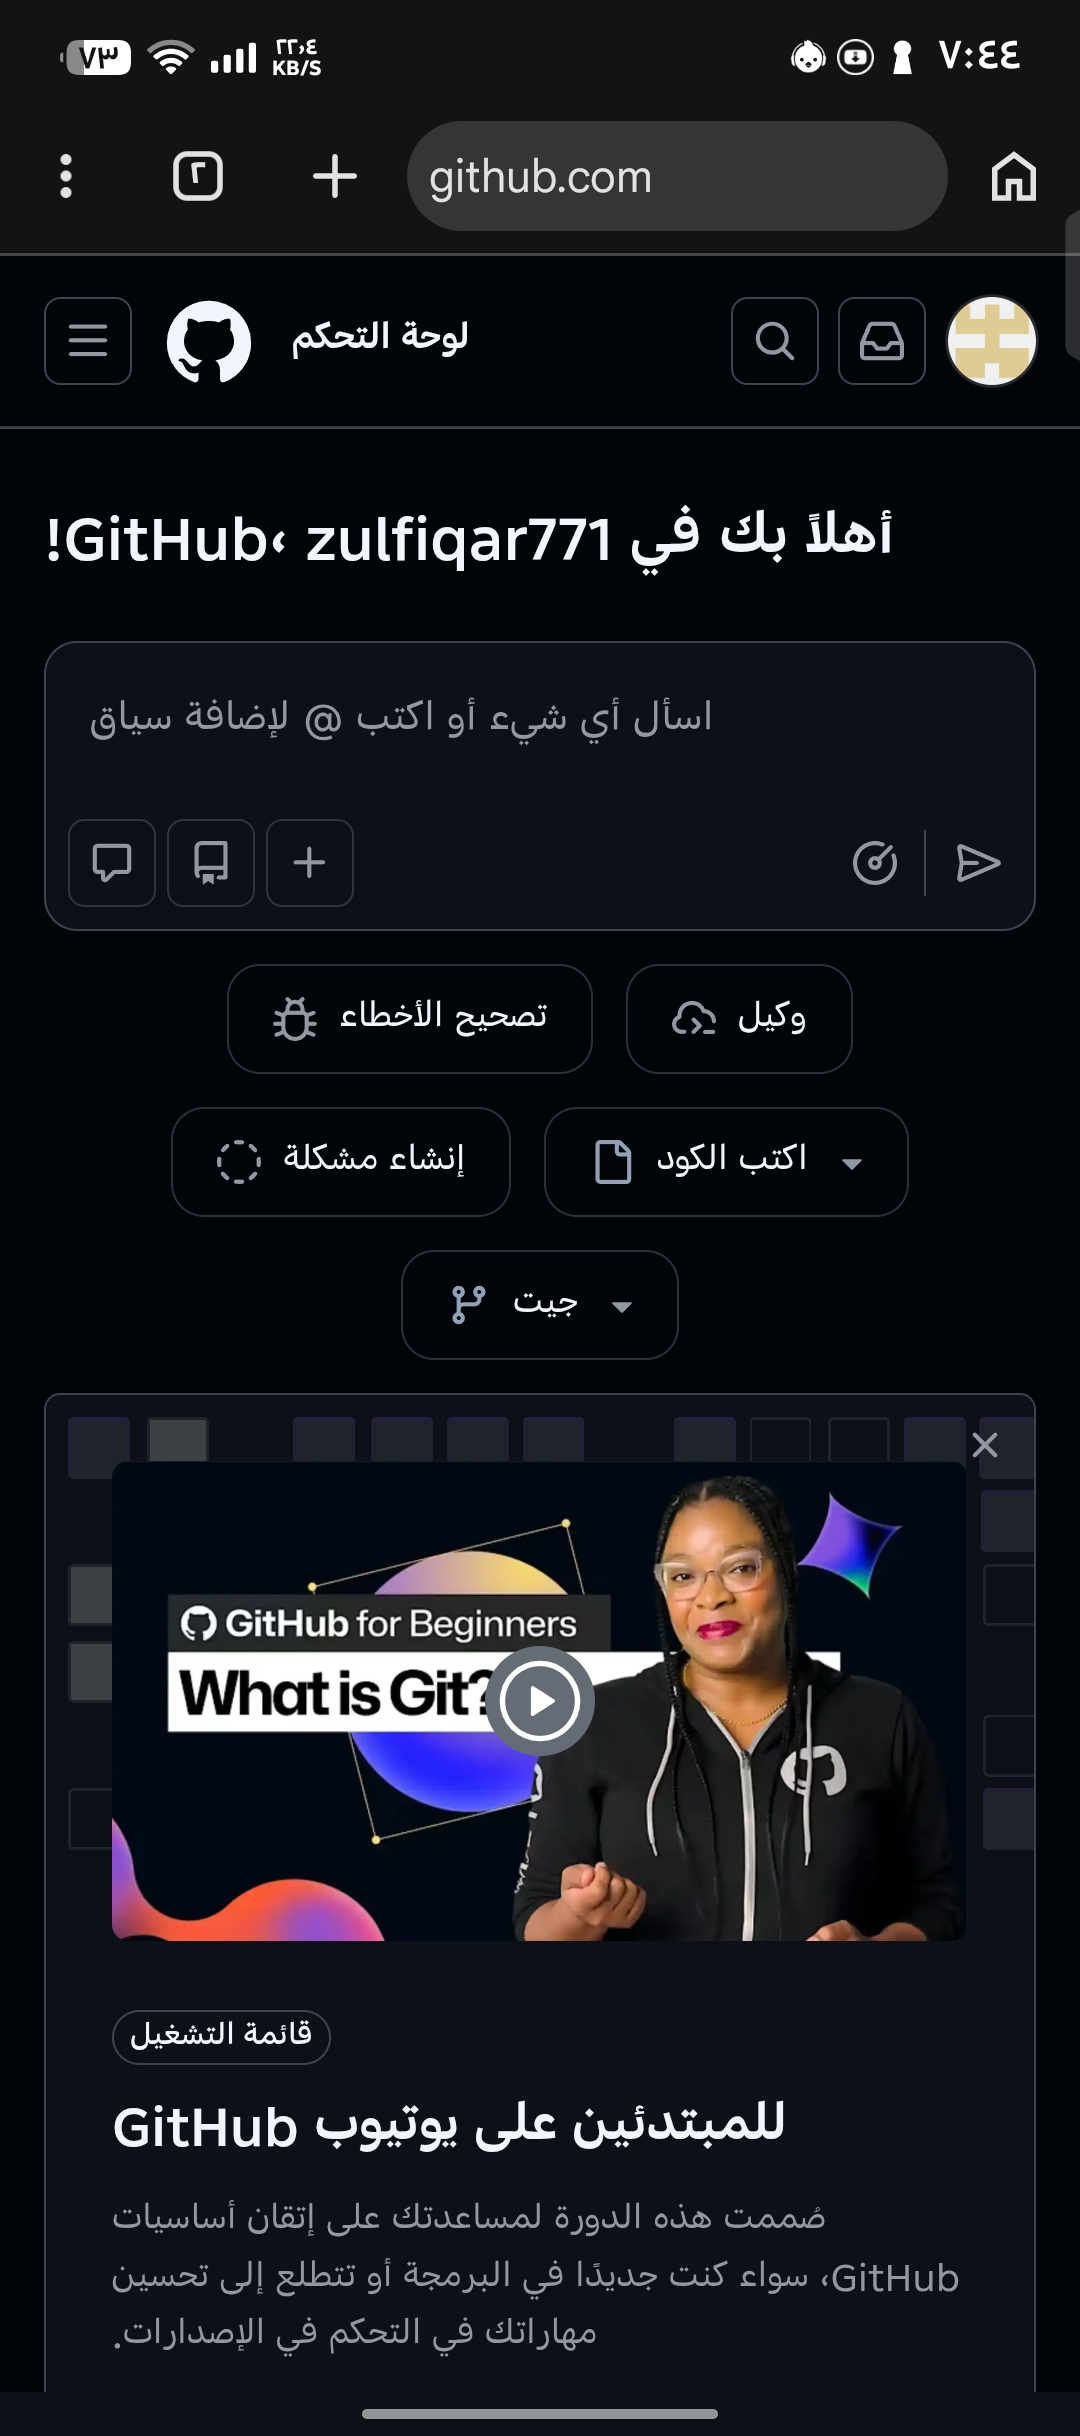 ٧:٤٤
٢٢٫٤ KB/S
٧٣
٢
github.com
لوحة التحكم
أهلاً بك في GitHub، zulfiqar771!
اسأل أي شيء أو اكتب @ لإضافة سياق
وكيل
تصحيح الأخطاء
اكتب الكود
إنشاء مشكلة
جيت
GitHub for Beginners
What is Git?
قائمة التشغيل
GitHub للمبتدئين على يوتيوب
صُممت هذه الدورة لمساعدتك على إتقان أساسيات
GitHub، سواء كنت جديدًا في البرمجة أو تتطلع إلى تحسين
مهاراتك في التحكم في الإصدارات.